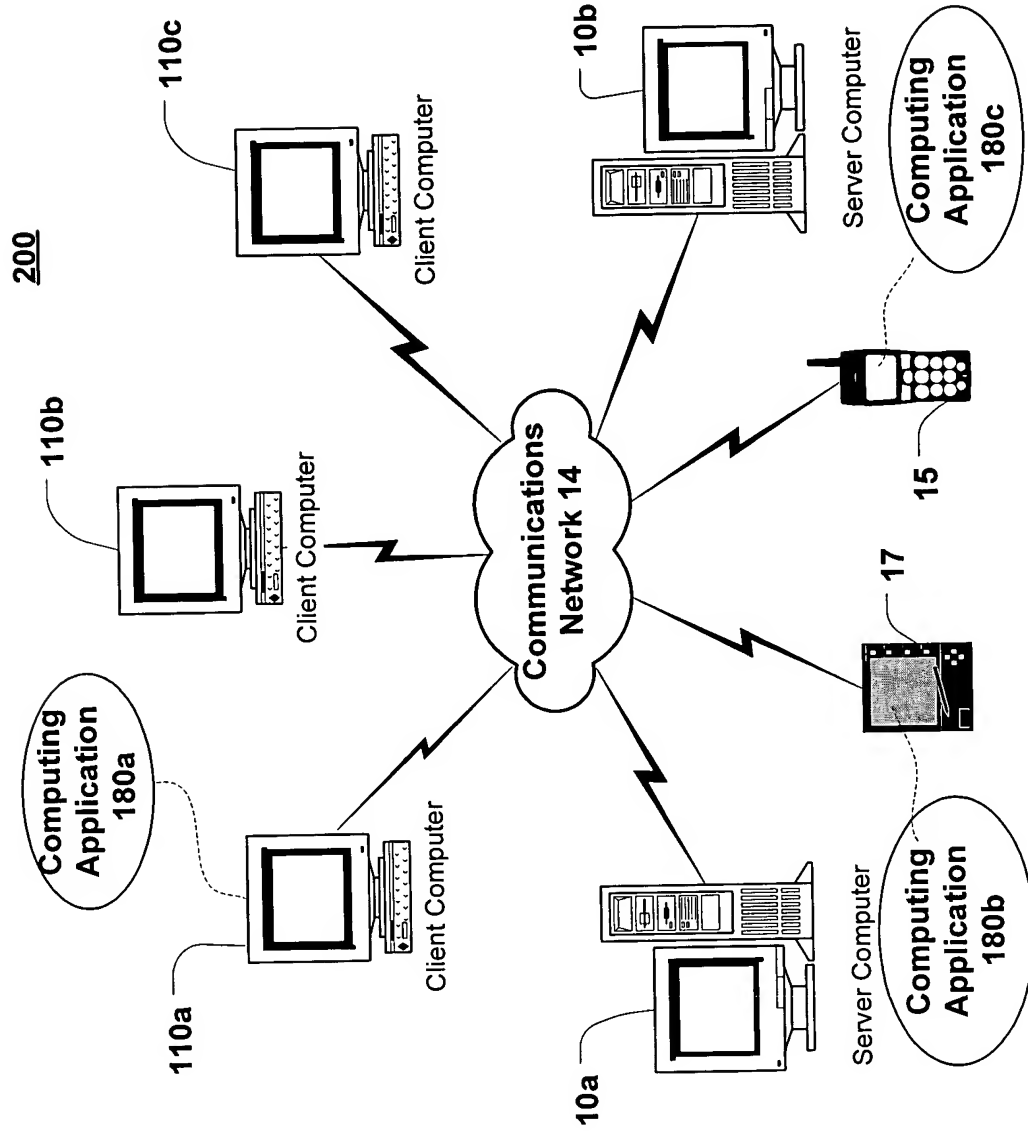 200
110a
Computing
Application
180a
Client Computer
110b
Client Computer
110c
Client Computer
Communications
Network 14
10a
Server Computer
Computing
Application
180b
17
15
10b
Server Computer
Computing
Application
180c